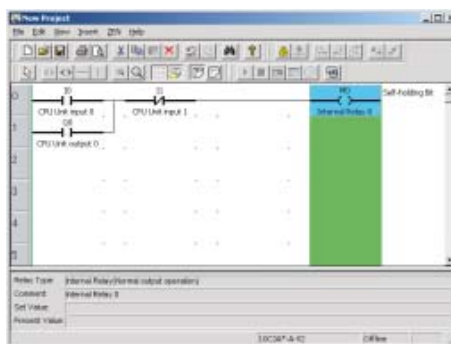 New Project
File Edit View Insert ZEN Help
0 I0 I1 M0 Self-holding Bit
CPU Unit input 0 CPU Unit input 1 Internal Relay 0
1 Q0
CPU Unit output 0
2
3
4
5
Relay Type Internal Relay(Normal output operation)
Comment Internal Relay 0
Set Value
Present Value
Offline